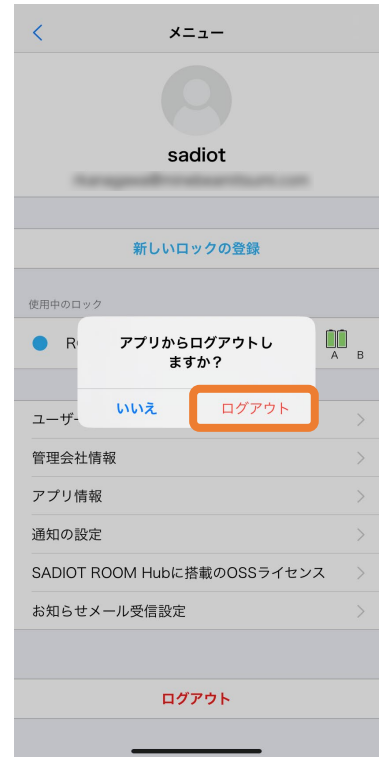 メニュー
sadiot
新しいロックの登録
使用中のロック
R
A B
アプリからログアウトし
ますか？
いいえ ログアウト
ユーザー
管理会社情報
アプリ情報
通知の設定
SADIOT ROOM Hubに搭載のOSSライセンス
お知らせメール受信設定
ログアウト